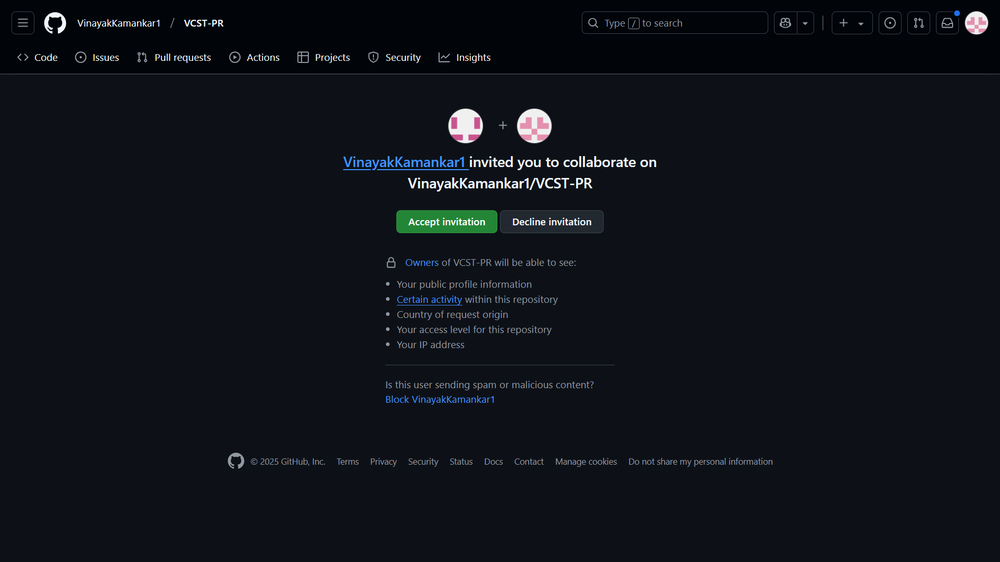 VinayakKamankar1 / VCST-PR
Type / to search
Code
Issues
Pull requests
Actions
Projects
Security
Insights
VinayakKamankar1 invited you to collaborate on
VinayakKamankar1/VCST-PR
Accept invitation
Decline invitation
Owners of VCST-PR will be able to see:
Your public profile information
Certain activity within this repository
Country of request origin
Your access level for this repository
Your IP address
Is this user sending spam or malicious content?
Block VinayakKamankar1
© 2025 GitHub, Inc.
Terms
Privacy
Security
Status
Docs
Contact
Manage cookies
Do not share my personal information